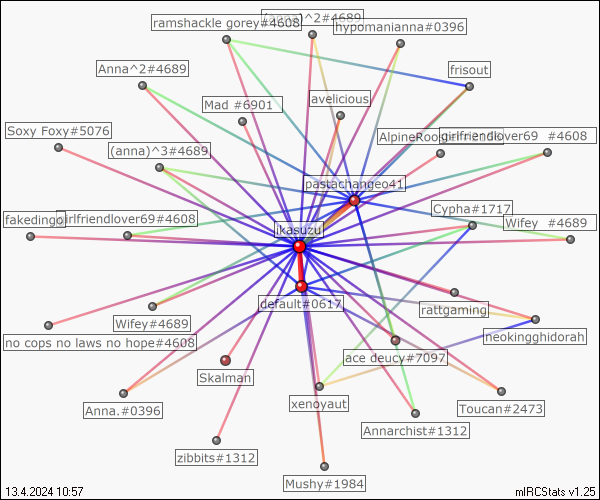 (anna)^2#4689
ramshackle gorey#4608
hypomanianna#0396
Anna^2#4689
frisout
Mad #6901
avelicious
Soxy Foxy#5076
girlfriendlover69 #4608
(anna)^3#4689
pastachangeo41
Cypha#1717
fakeding
girlfriendlover69#4608
Wifey #4689
ikasuzu
default#0617
Wifey#4689
rattgaming
neokingghidorah
no cops no laws no hope#4608
ace deucy#7097
Skalman
xenoyaut
Anna.#0396
Toucan#2473
Annarchist#1312
zibbits#1312
Mushy#1984
13.4.2024 10:57
mIRCStats v1.25